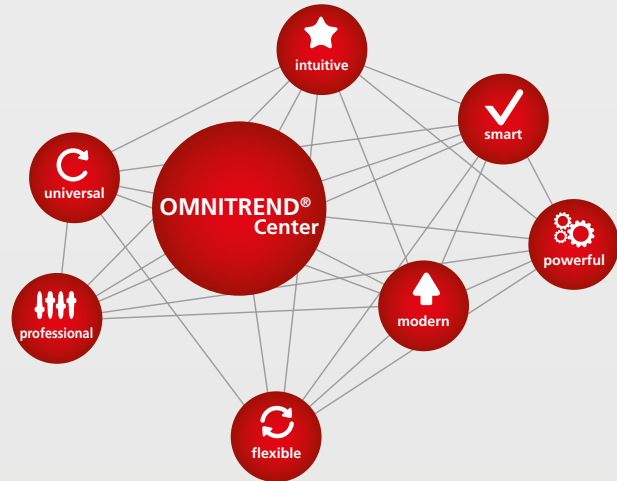 intuitive
smart
universal
OMNITREND®
Center
powerful
modern
professional
flexible